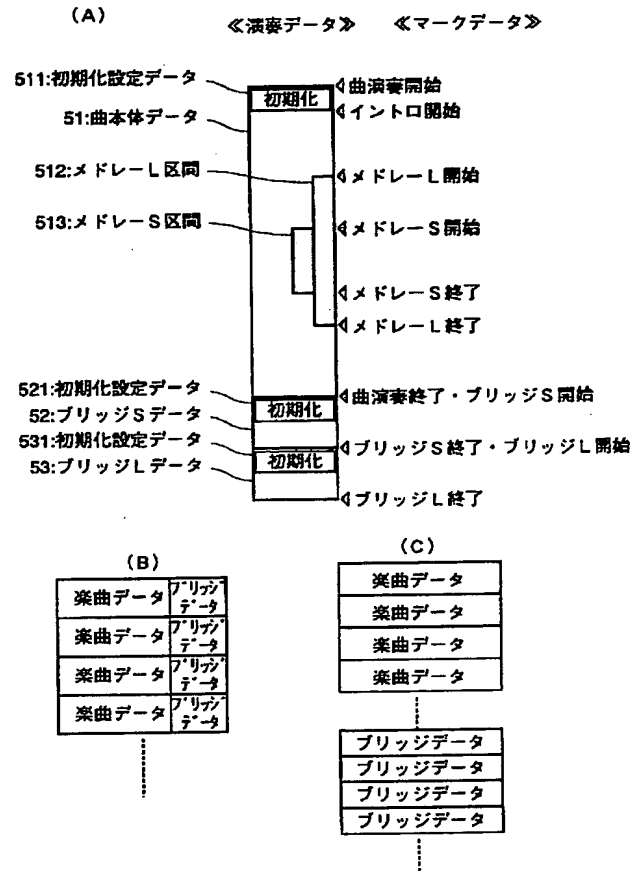 (A)
≪演奏データ≫ ≪マークデータ≫
511:初期化設定データ
初期化
曲演奏開始
51:曲本体データ
イントロ開始
512:メドレーL区間
メドレーL開始
513:メドレーS区間
メドレーS開始
メドレーS終了
メドレーL終了
521:初期化設定データ
曲演奏終了・ブリッジS開始
初期化
52:ブリッジSデータ
531:初期化設定データ
ブリッジS終了・ブリッジL開始
初期化
53:ブリッジLデータ
ブリッジL終了
(B)
楽曲データ ブリッジ
データ
楽曲データ ブリッジ
データ
楽曲データ ブリッジ
データ
楽曲データ ブリッジ
データ
(C)
楽曲データ
楽曲データ
楽曲データ
楽曲データ
ブリッジデータ
ブリッジデータ
ブリッジデータ
ブリッジデータ